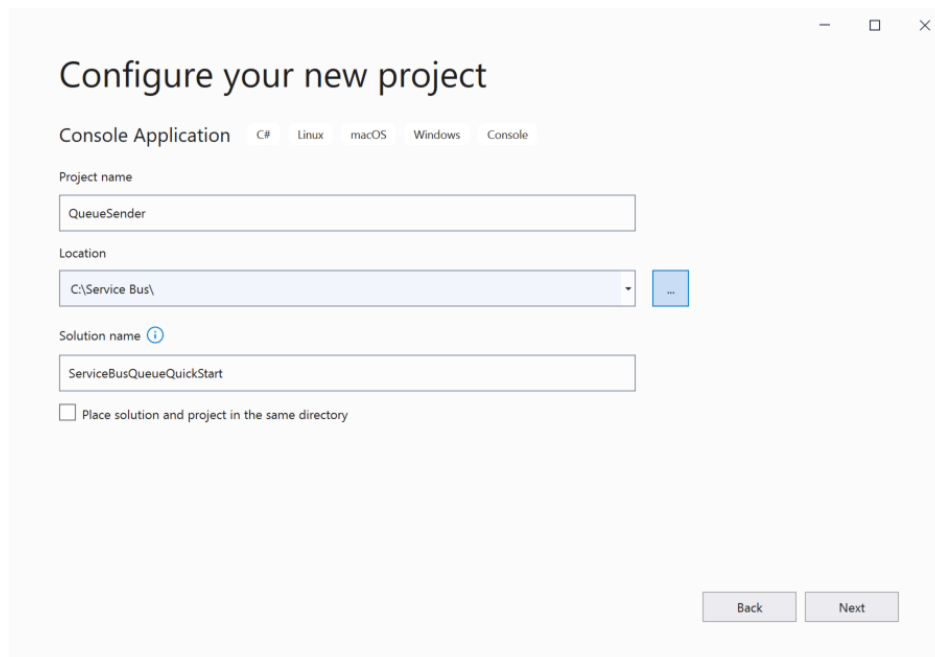 Configure your new project
Console Application C# Linux macOS Windows Console
Project name
QueueSender
Location
C:\Service Bus\
...
Solution name
ServiceBusQueueQuickStart
Place solution and project in the same directory
Back Next